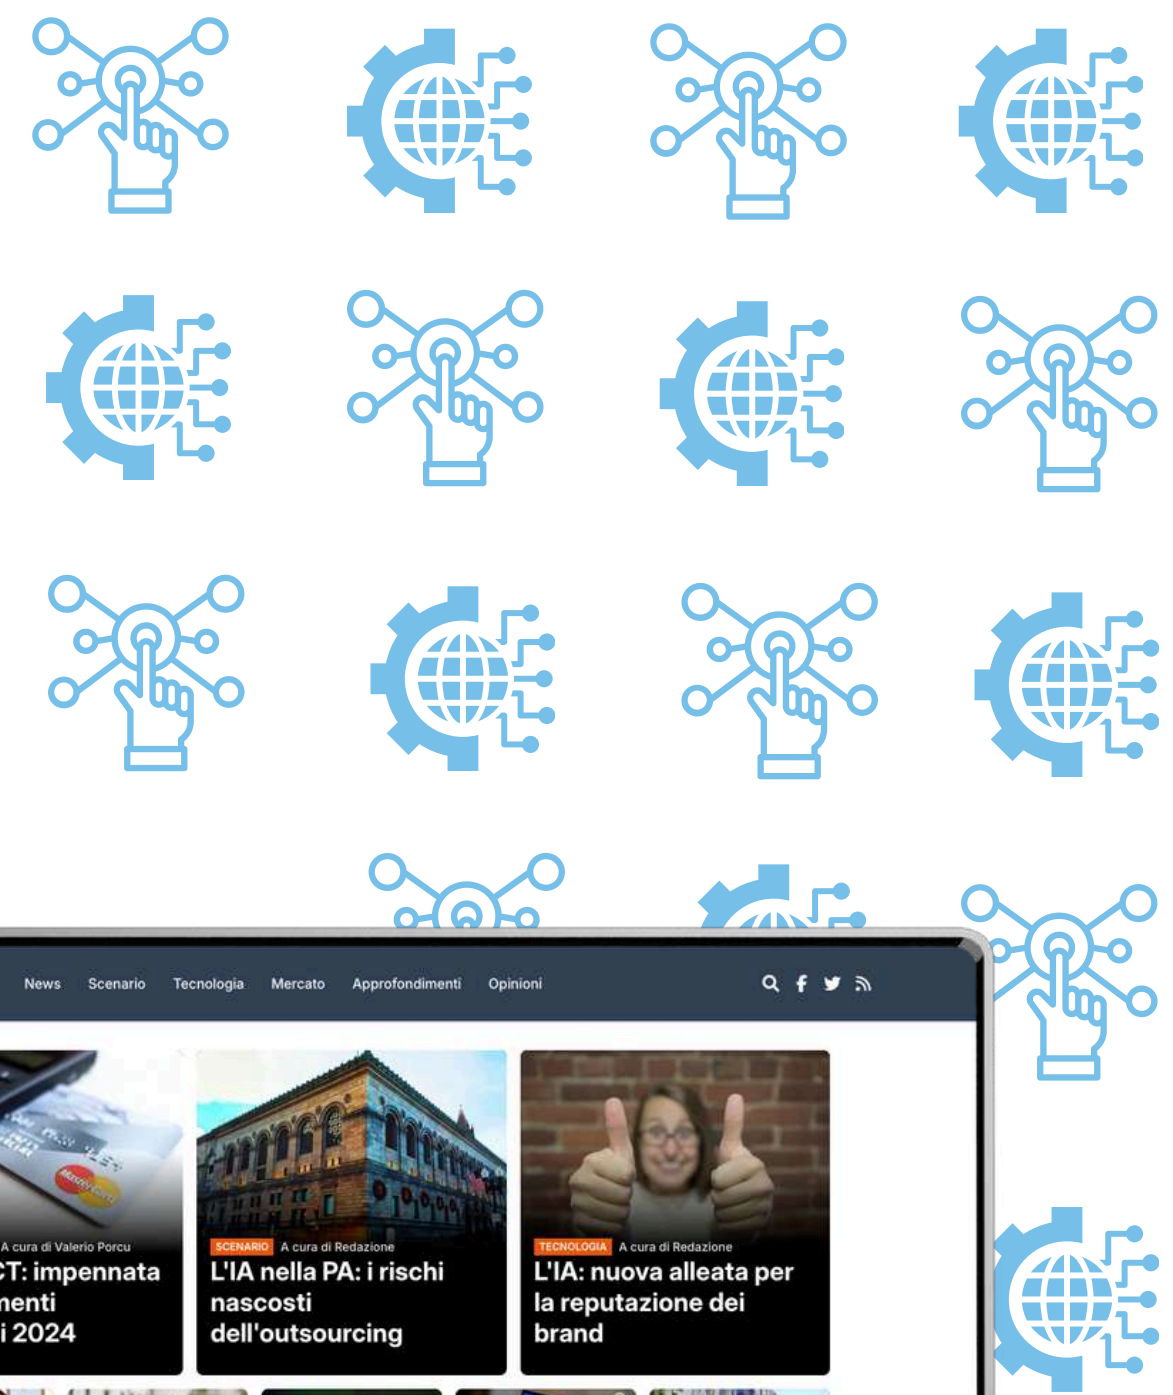 News Scenario Tecnologia Mercato Approfondimenti Opinioni
A cura di Valerio Porcu
CT: impennata
menti
i 2024
SCENARIO A cura di Redazione
L'IA nella PA: i rischi
nascosti
dell'outsourcing
TECNOLOGIA A cura di Redazione
L'IA: nuova alleata per
la reputazione dei
brand